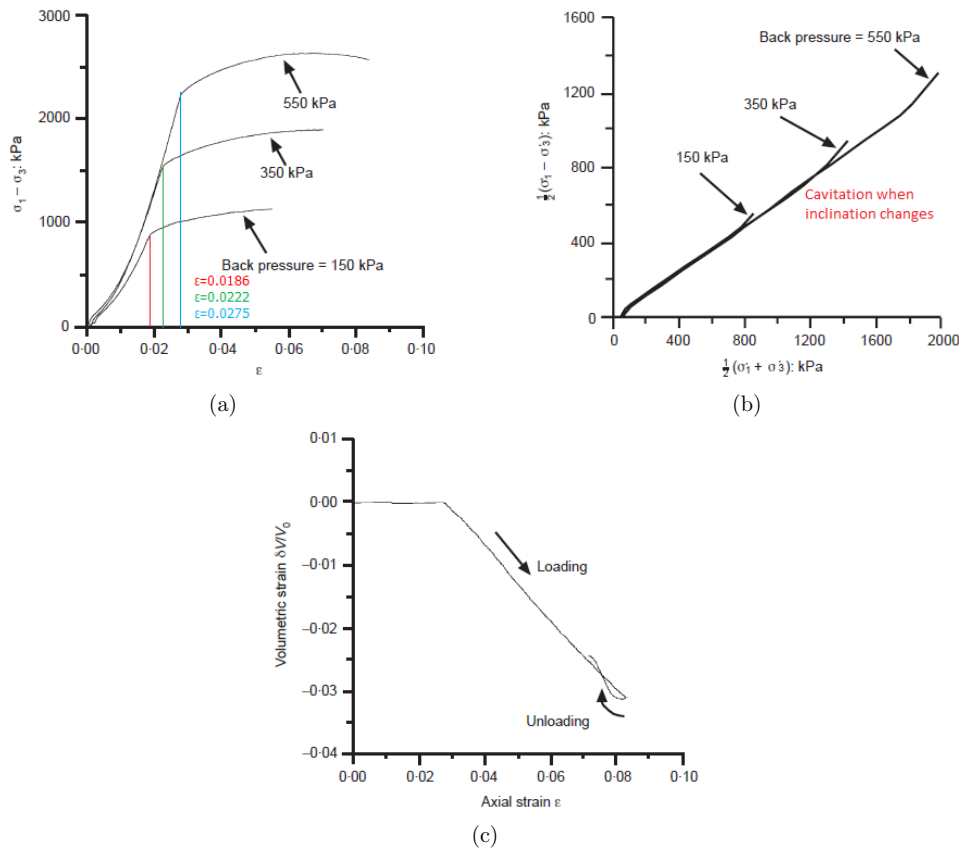 3000
2000
1000
0
σ₁ – σ₃: kPa
550 kPa
350 kPa
Back pressure = 150 kPa
ε=0.0186
ε=0.0222
ε=0.0275
0·00 0·02 0·04 0·06 0·08 0·10
ε
(a)
1600
1200
800
400
0
½(σ′₁ – σ′₃): kPa
Back pressure = 550 kPa
350 kPa
150 kPa
Cavitation when
inclination changes
0 400 800 1200 1600 2000
½(σ′₁ + σ′₃): kPa
(b)
0·01
0·00
–0·01
–0·02
–0·03
–0·04
Volumetric strain δV/V₀
Loading
Unloading
0·00 0·02 0·04 0·06 0·08 0·10
Axial strain ε
(c)